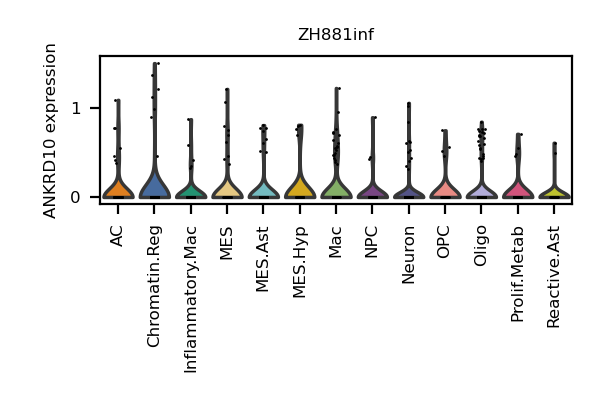 ZH881inf
ANKRD10 expression
1
0
AC
Chromatin.Reg
Inflammatory.Mac
MES
MES.Ast
MES.Hyp
Mac
NPC
Neuron
OPC
Oligo
Prolif.Metab
Reactive.Ast